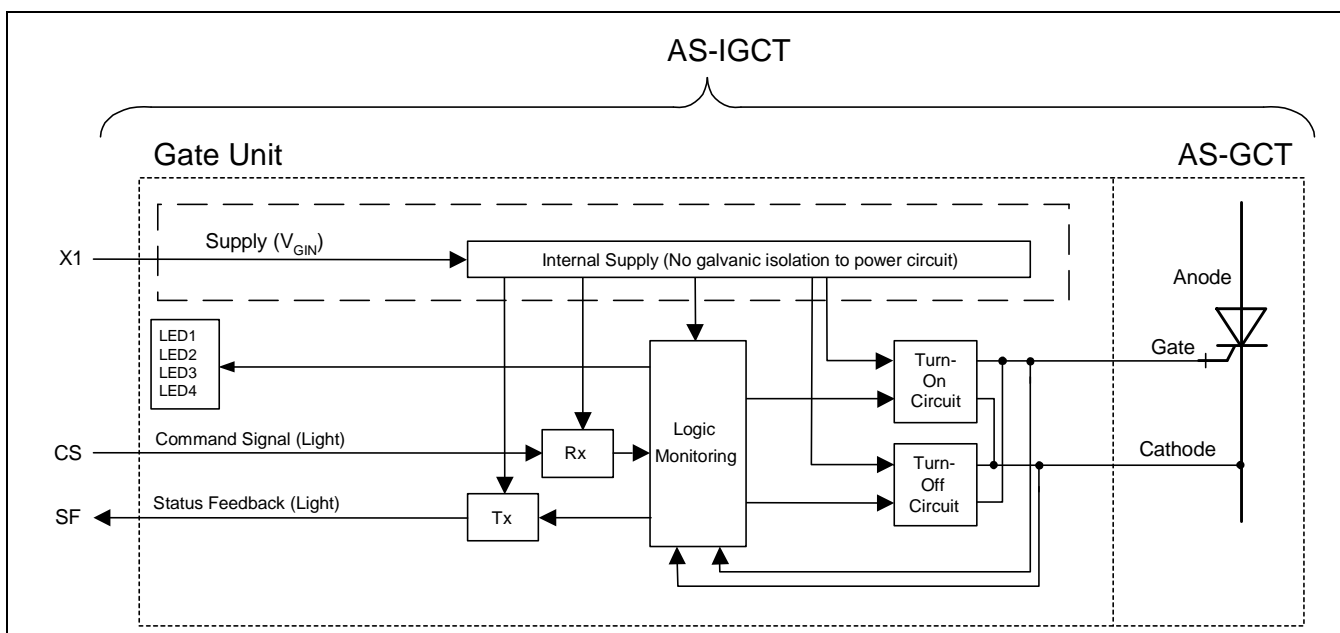 AS-IGCT
Gate Unit
AS-GCT
Supply (VGIN)
X1
Internal Supply (No galvanic isolation to power circuit)
Anode
LED1
LED2
LED3
LED4
Turn-
On
Circuit
Gate
Logic
Monitoring
CS
Command Signal (Light)
Rx
Cathode
Turn-
Off
Circuit
SF
Status Feedback (Light)
Tx